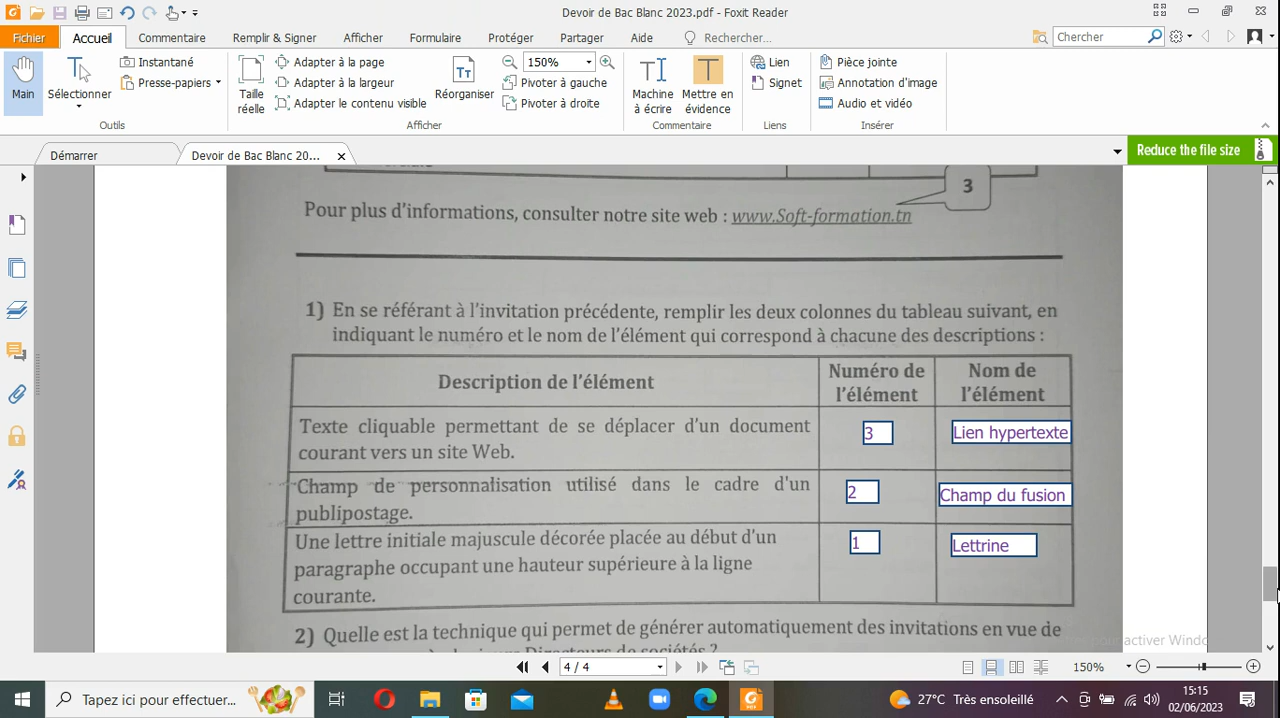 Devoir de Bac Blanc 2023.pdf - Foxit Reader
Fichier Accueil Commentaire Remplir & Signer Afficher Formulaire Protéger Partager Aide Rechercher... Chercher
Main
Sélectionner
Instantané
Presse-papiers
Outils
Taille réelle
Adapter à la page
Adapter à la largeur
Adapter le contenu visible
Réorganiser
150%
Pivoter à gauche
Pivoter à droite
Afficher
Machine à écrire
Mettre en évidence
Commentaire
Lien
Signet
Liens
Pièce jointe
Annotation d'image
Audio et vidéo
Insérer
Démarrer
Devoir de Bac Blanc 20...
Reduce the file size
3
Pour plus d'informations, consulter notre site web : www.Soft-formation.tn
1) En se référant à l'invitation précédente, remplir les deux colonnes du tableau suivant, en
indiquant le numéro et le nom de l'élément qui correspond à chacune des descriptions :
Description de l'élément
Numéro de
l'élément
Nom de
l'élément
Texte cliquable permettant de se déplacer d'un document
courant vers un site Web.
3
Lien hypertexte
Champ de personnalisation utilisé dans le cadre d'un
publipostage.
2
Champ du fusion
Une lettre initiale majuscule décorée placée au début d'un
paragraphe occupant une hauteur supérieure à la ligne
courante.
1
Lettrine
2) Quelle est la technique qui permet de générer automatiquement des invitations en vue de
Directeurs de sociétés ?
pour activer Windo
4 / 4
150%
Tapez ici pour effectuer...
27°C Très ensoleillé
15:15
02/06/2023